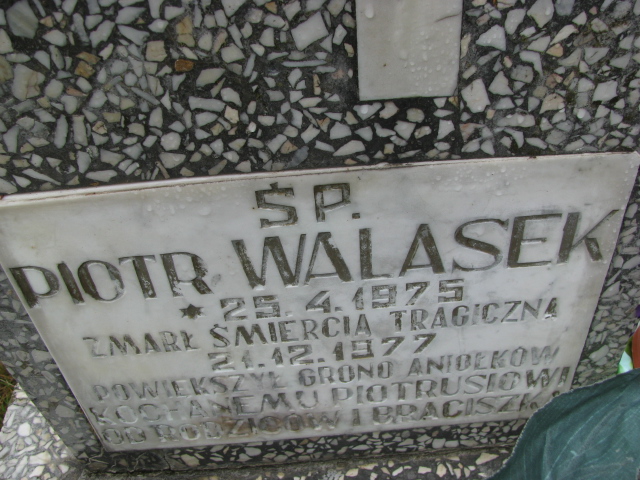 ŚP.
PIOTR WALASEK
* 25.4.1975
ZMARŁ ŚMIERCIĄ TRAGICZNĄ
21.12.1977
POWIĘKSZYŁ GRONO ANIOŁKÓW
KOCHANEMU PIOTRUSIOWI
OD RODZICÓW I